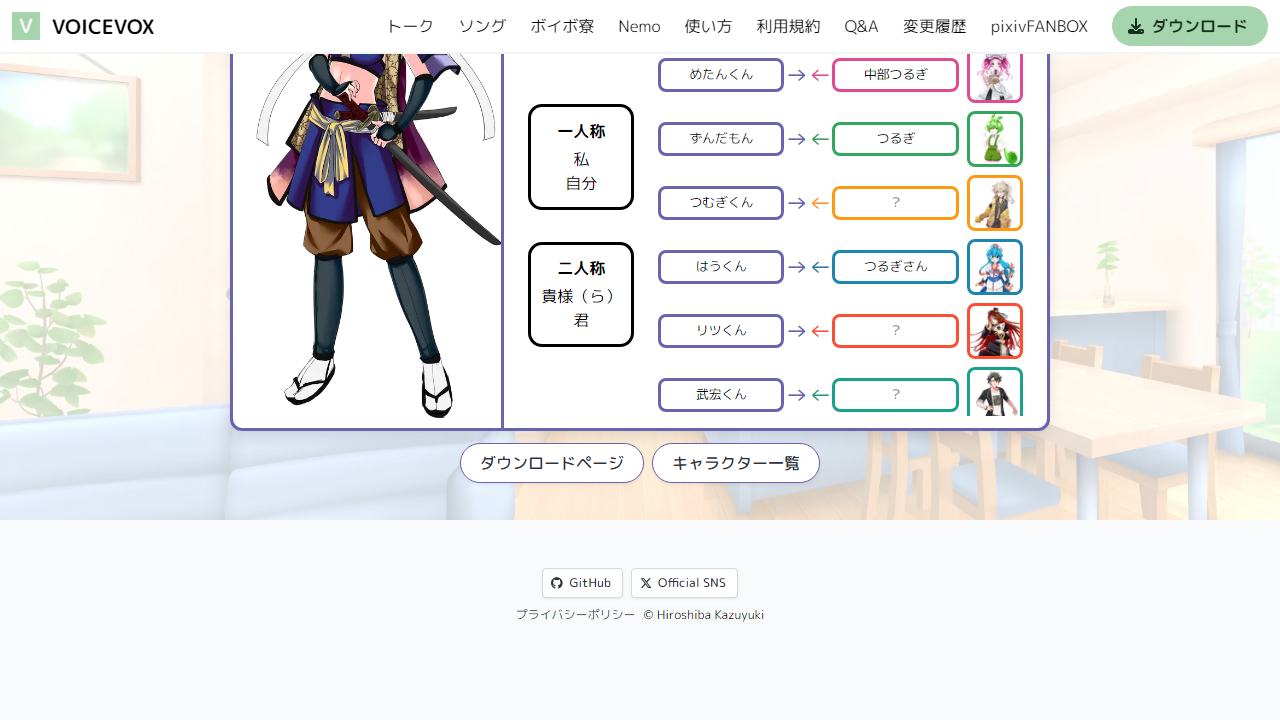 V VOICEVOX トーク ソング ボイボ寮 Nemo 使い方 利用規約 Q&A 変更履歴 pixivFANBOX ダウンロード
一人称
私
自分
二人称
貴様（ら）
君
めたんくん → ← 中部つるぎ
ずんだもん → ← つるぎ
つむぎくん → ← ？
はうくん → ← つるぎさん
リツくん → ← ？
武宏くん → ← ？
ダウンロードページ キャラクター一覧
GitHub Official SNS
プライバシーポリシー © Hiroshiba Kazuyuki